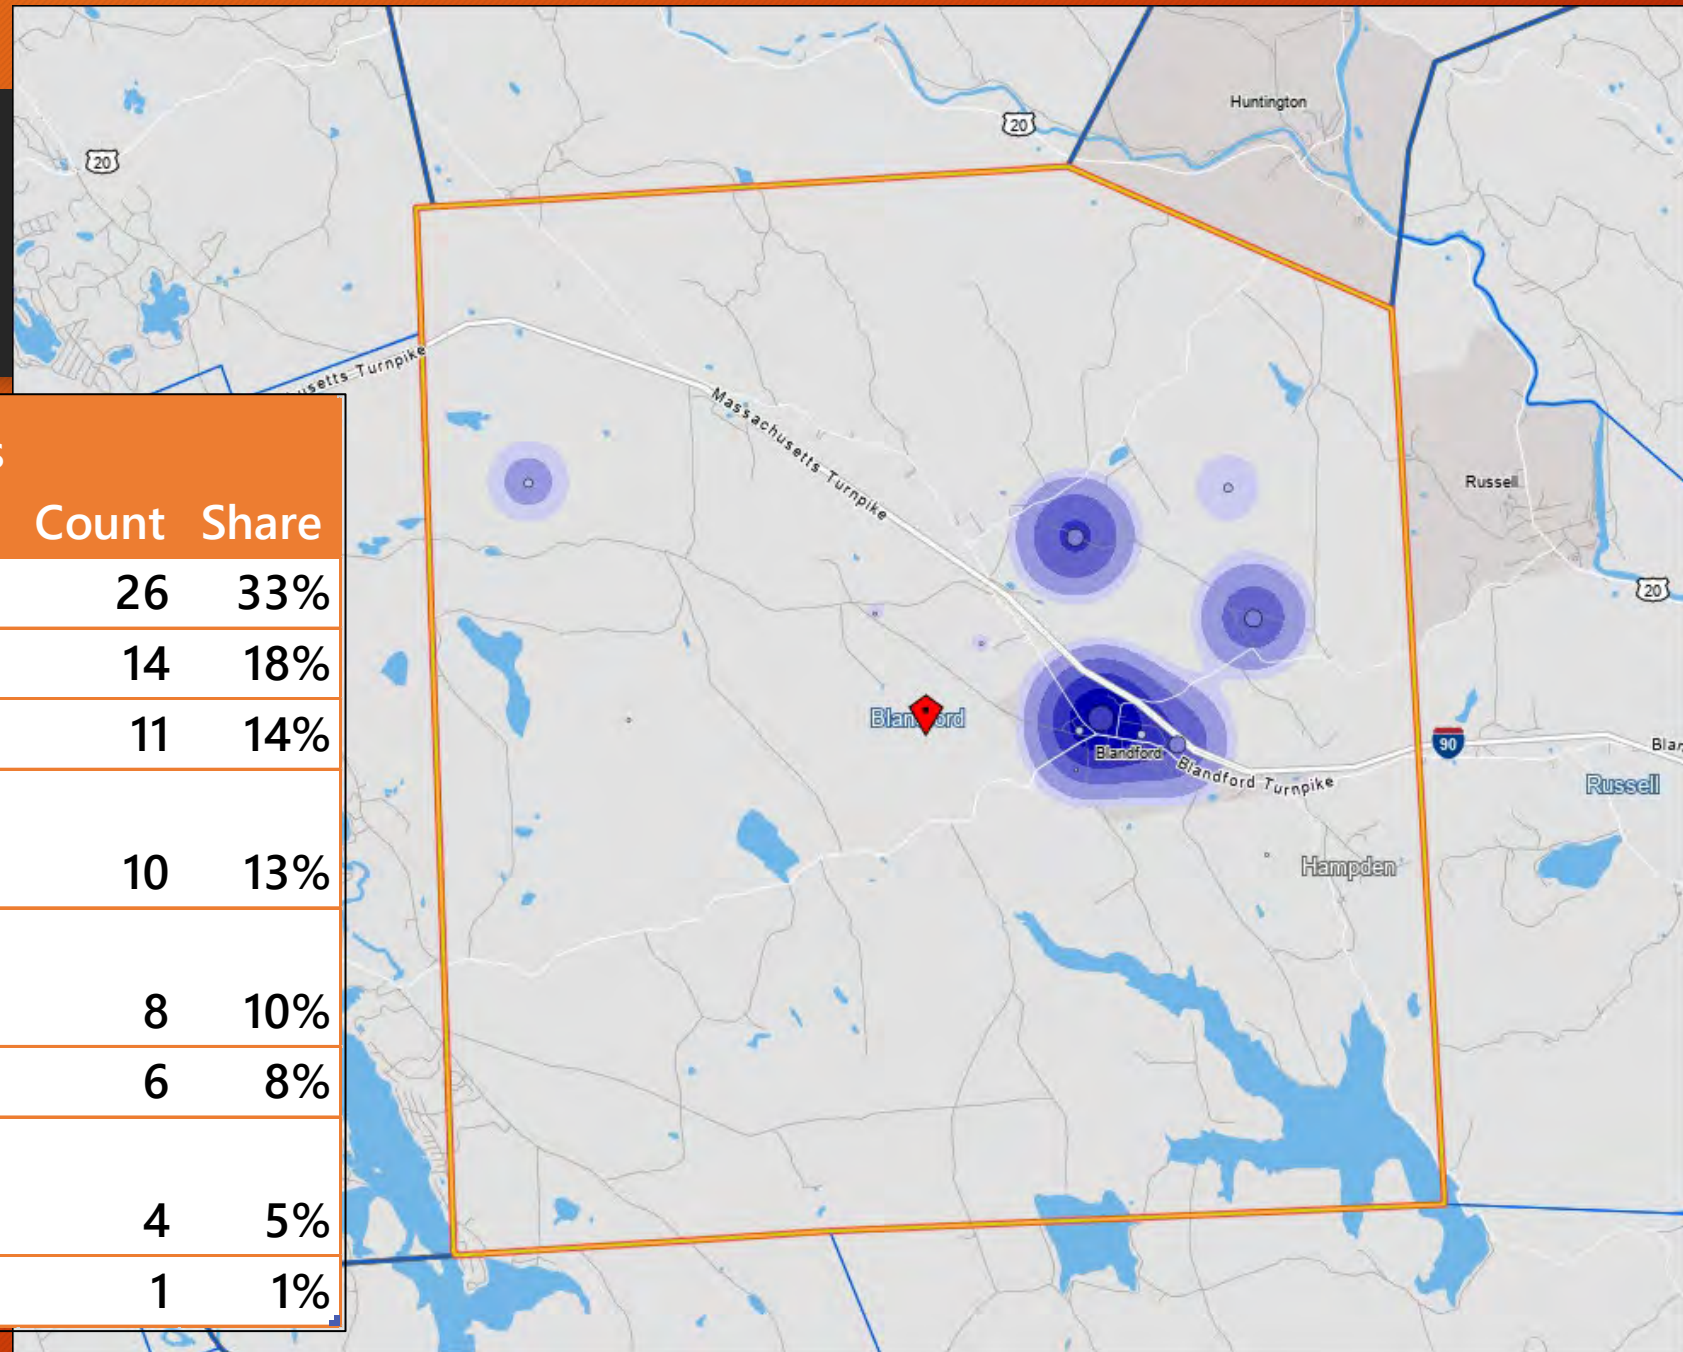 Huntington
20
20
Massachusetts Turnpike
Count Share
26 33%
14 18%
11 14%
10 13%
8 10%
6 8%
4 5%
1 1%
Russell
20
Blandford
Blandford
Blandford Turnpike
90
Russell
Hampden